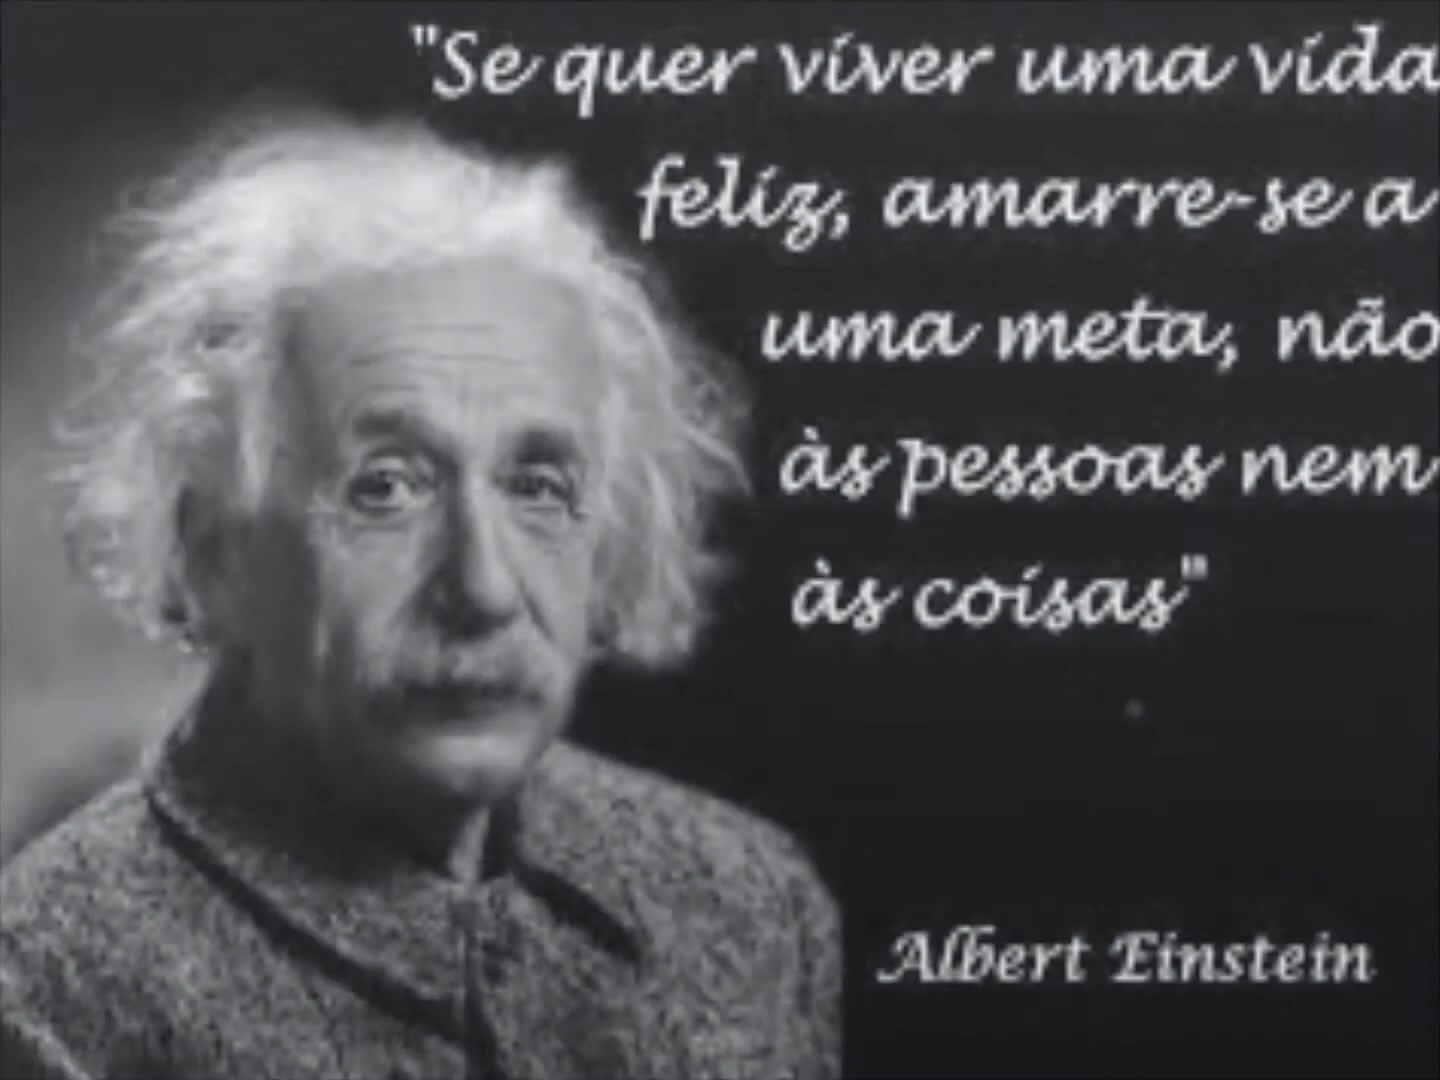 "Se quer viver uma vida
feliz, amarre-se a
uma meta, não
às pessoas nem
às coisas"
Albert Einstein